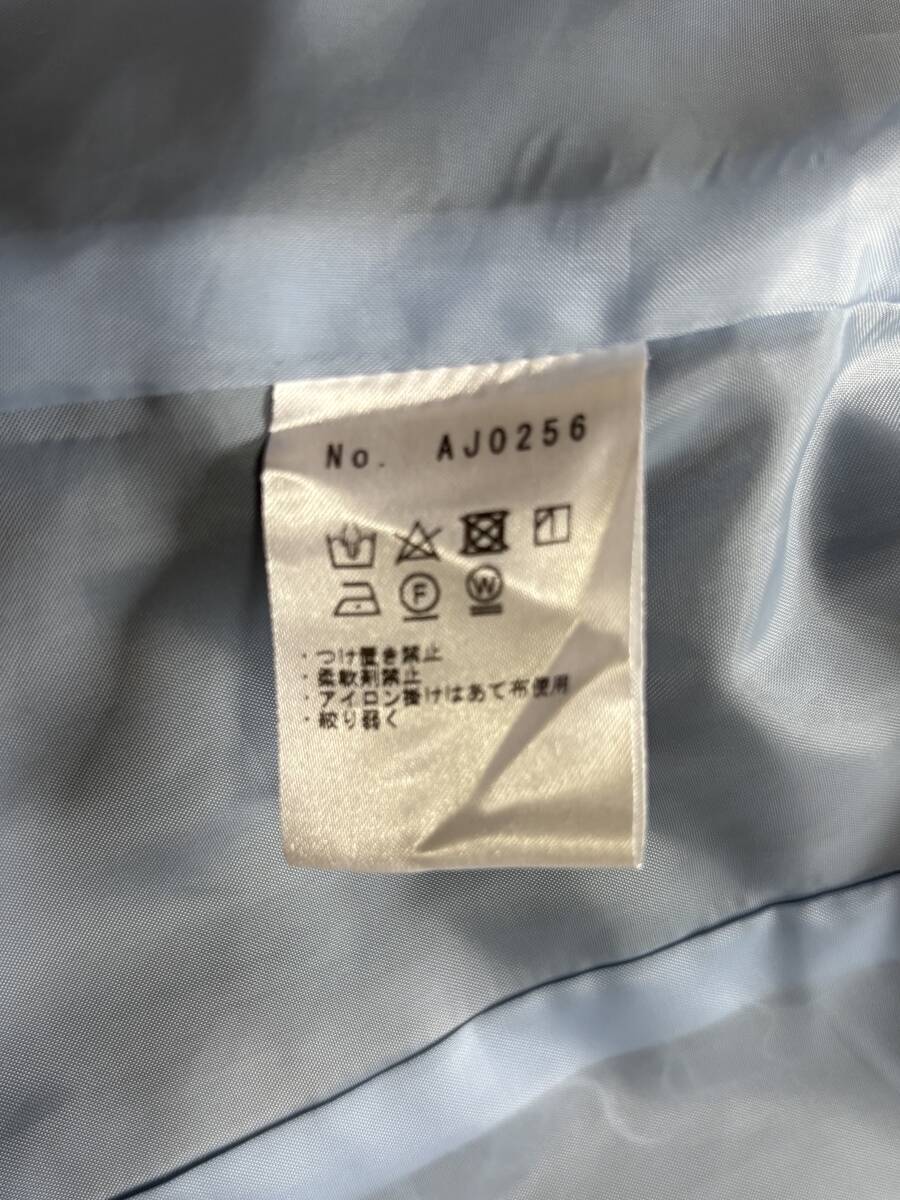 No. AJ0256
F W
・つけ置き禁止
・柔軟剤禁止
・アイロン掛けはあて布使用
・絞り弱く